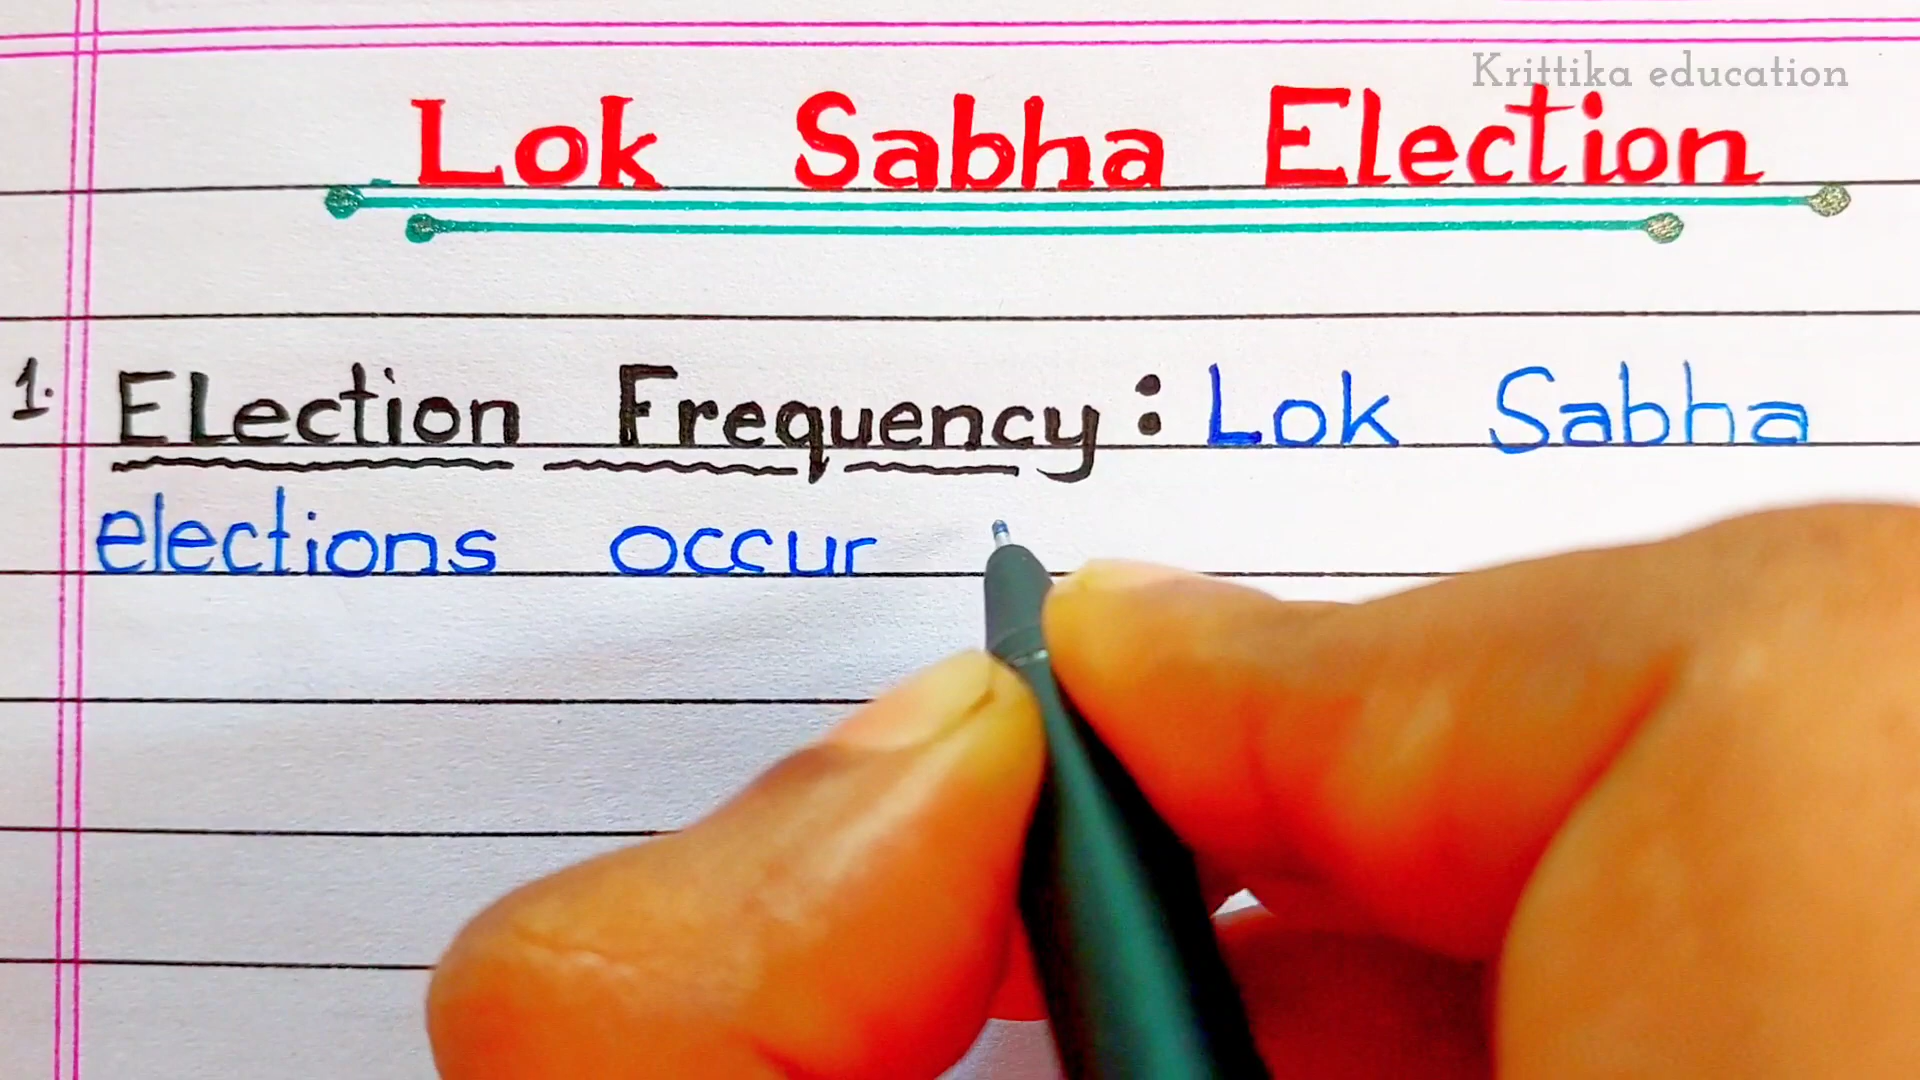 Krittika education
Lok Sabha Election
1. Election Frequency: Lok Sabha
elections occur